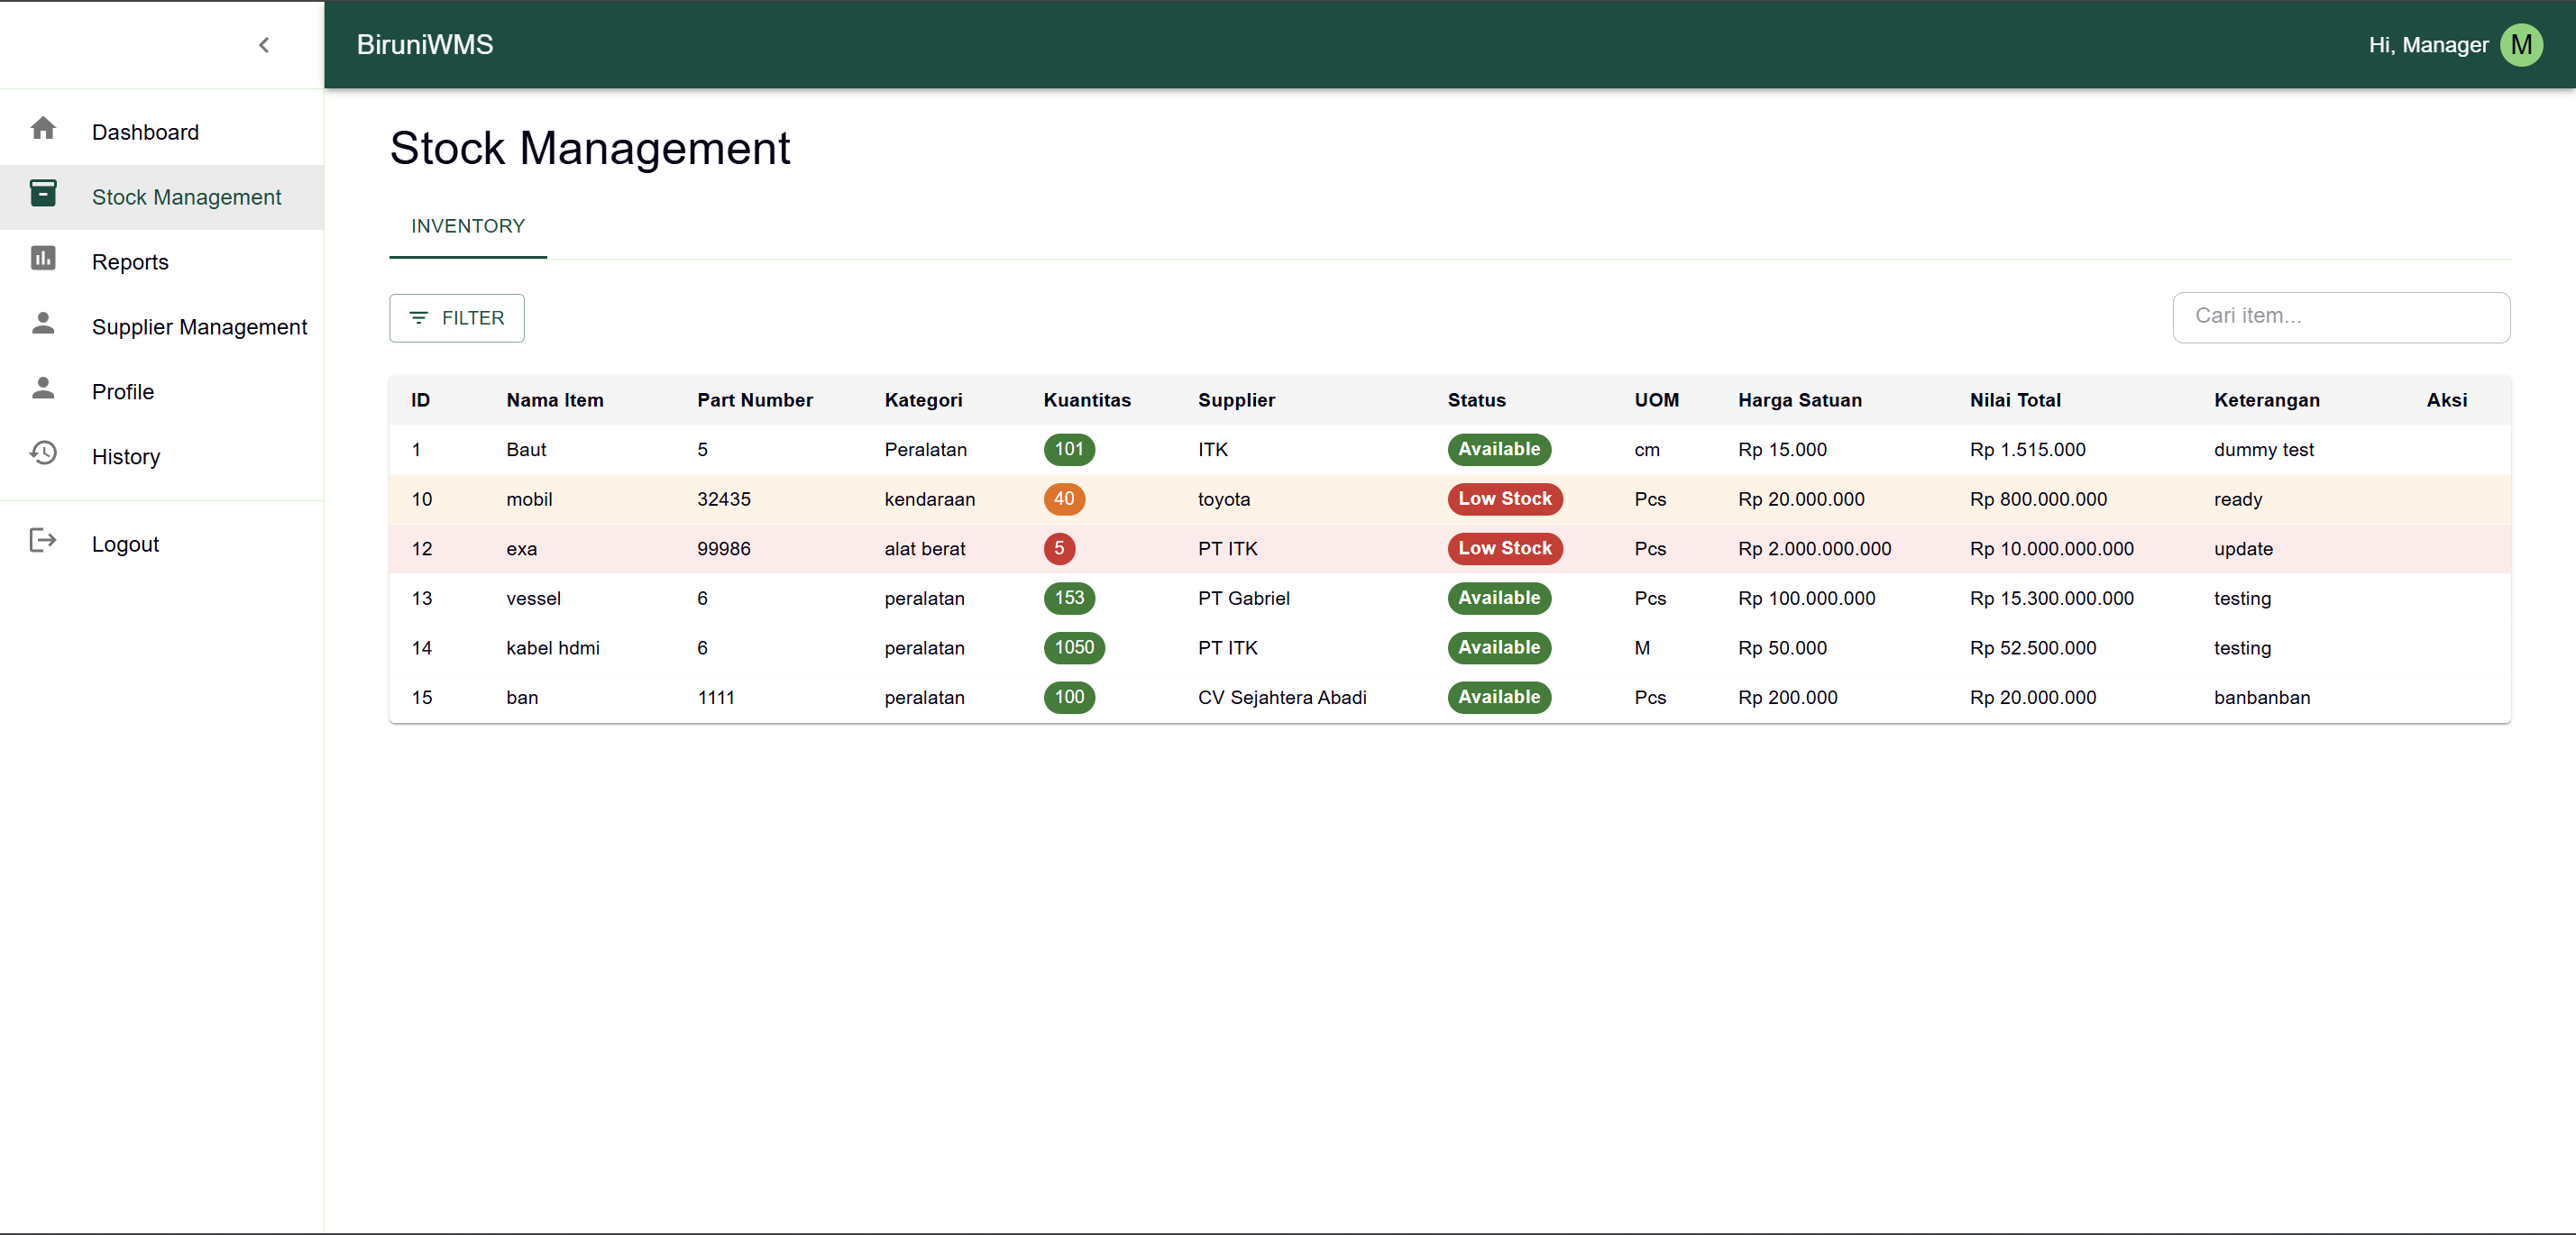 BiruniWMS
Hi, Manager M
Dashboard
Stock Management
Reports
Supplier Management
Profile
History
Logout
Stock Management
INVENTORY
FILTER
Cari item...
ID Nama Item Part Number Kategori Kuantitas Supplier Status UOM Harga Satuan Nilai Total Keterangan Aksi
1 Baut 5 Peralatan 101 ITK Available cm Rp 15.000 Rp 1.515.000 dummy test
10 mobil 32435 kendaraan 40 toyota Low Stock Pcs Rp 20.000.000 Rp 800.000.000 ready
12 exa 99986 alat berat 5 PT ITK Low Stock Pcs Rp 2.000.000.000 Rp 10.000.000.000 update
13 vessel 6 peralatan 153 PT Gabriel Available Pcs Rp 100.000.000 Rp 15.300.000.000 testing
14 kabel hdmi 6 peralatan 1050 PT ITK Available M Rp 50.000 Rp 52.500.000 testing
15 ban 1111 peralatan 100 CV Sejahtera Abadi Available Pcs Rp 200.000 Rp 20.000.000 banbanban